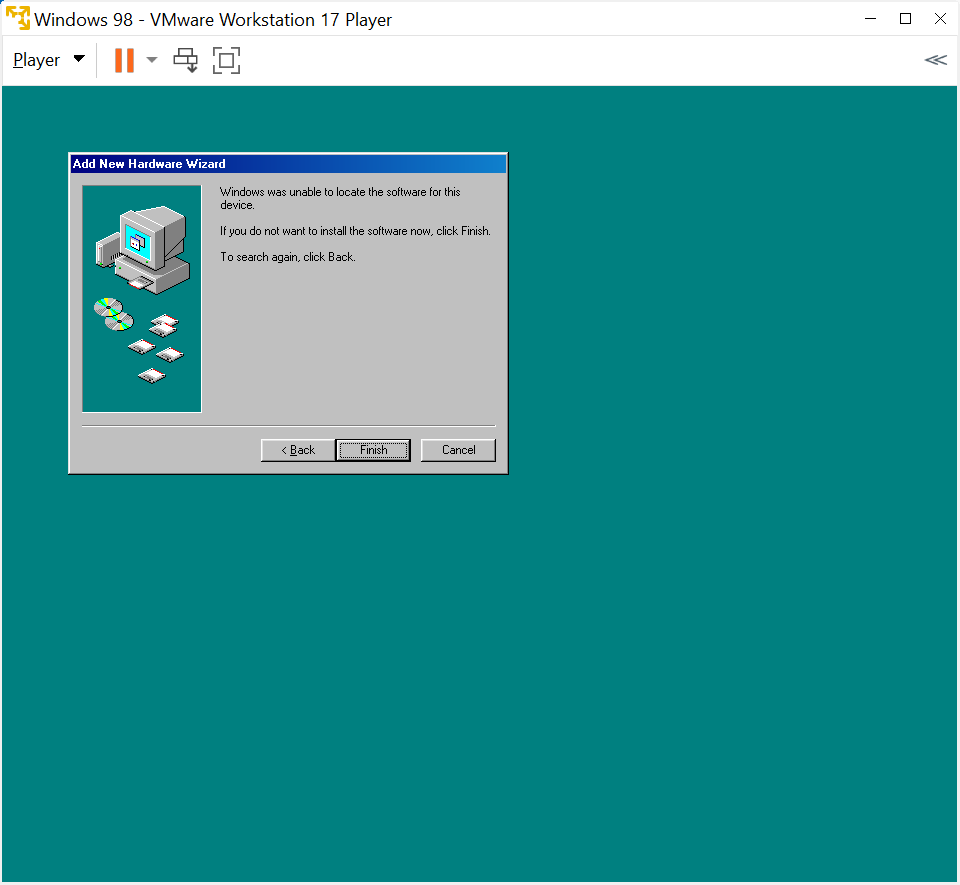 Windows 98 - VMware Workstation 17 Player
Player
Add New Hardware Wizard
Windows was unable to locate the software for this
device.
If you do not want to install the software now, click Finish.
To search again, click Back.
< Back
Finish
Cancel